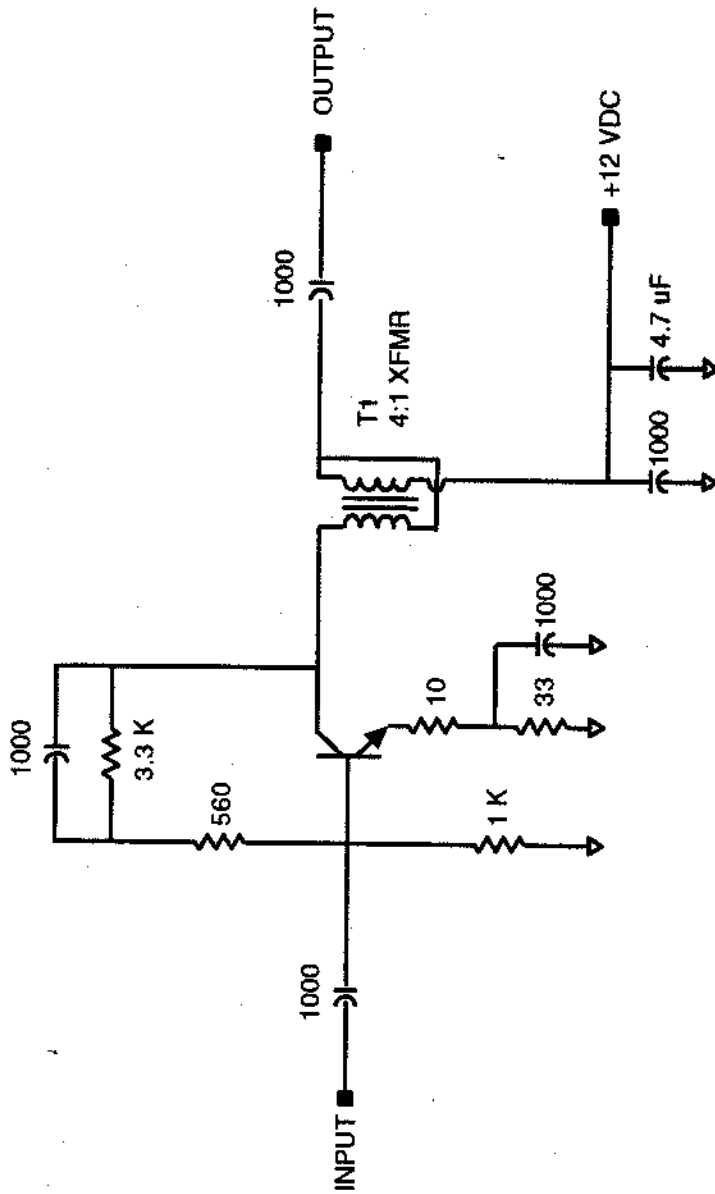 1000
3.3 K
560
1000
INPUT
1 K
10
33
1000
T1
4:1 XFMR
1000
OUTPUT
1000
4.7 uF
+12 VDC